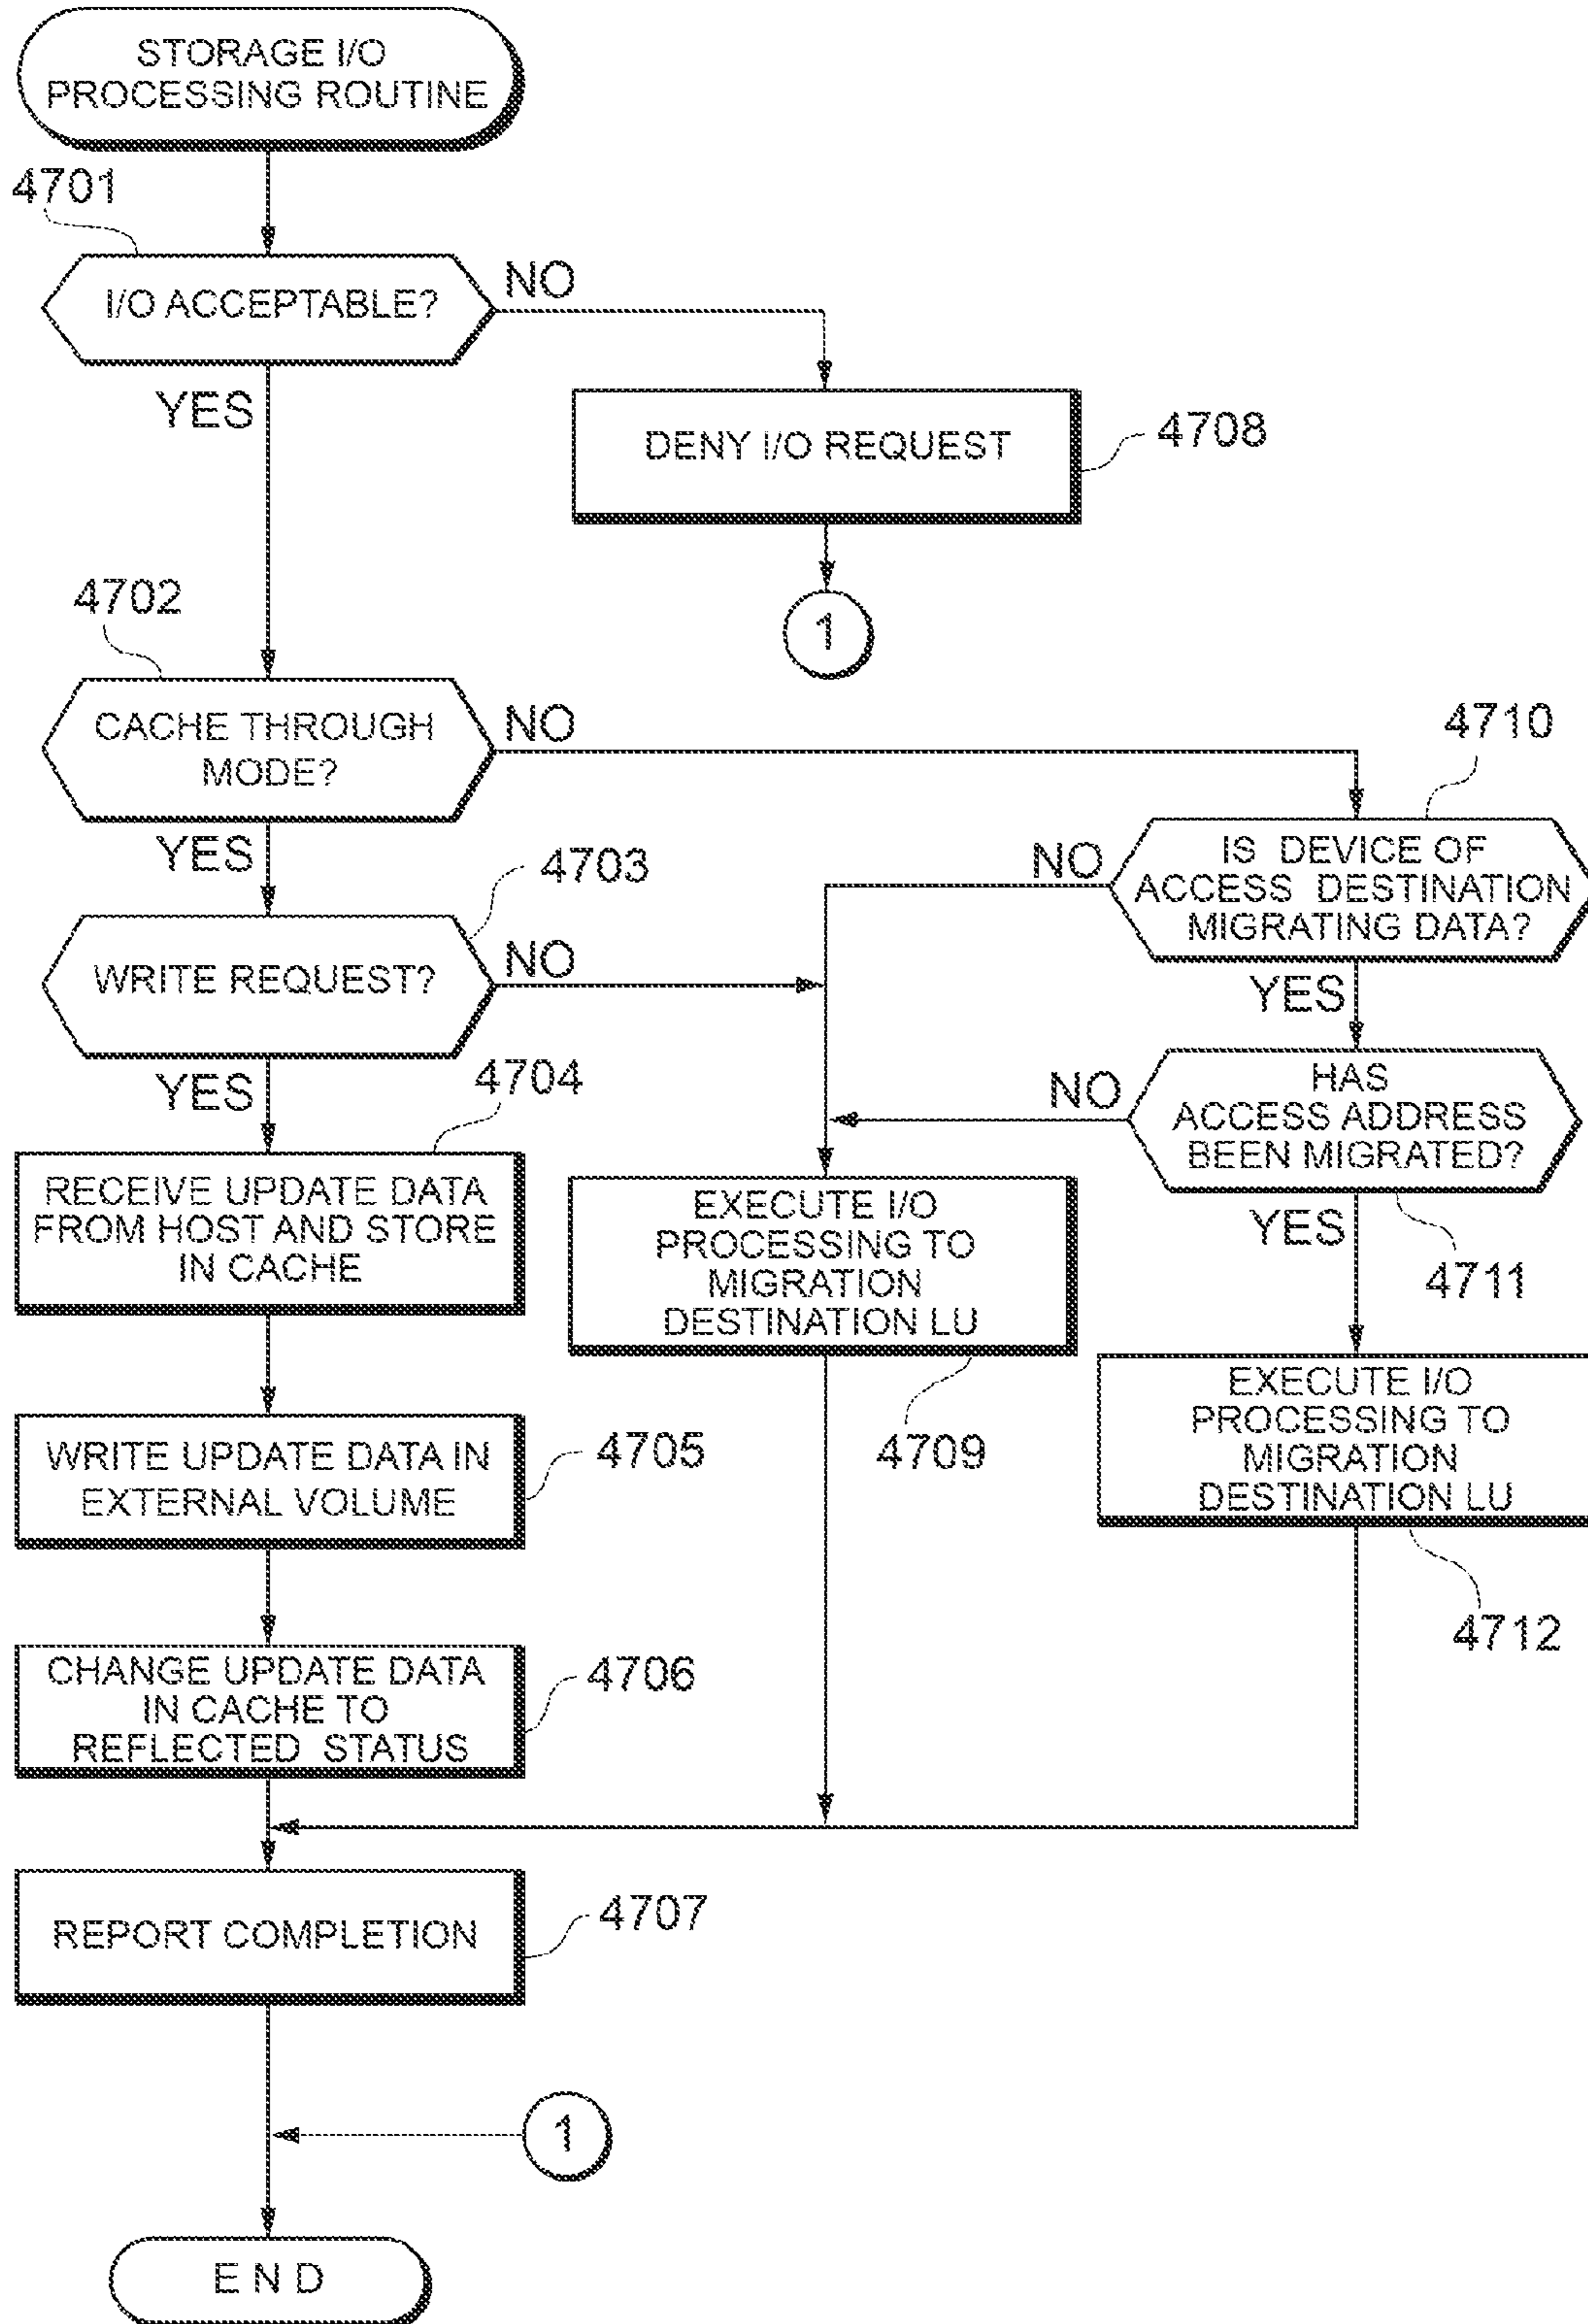 STORAGE I/O
PROCESSING ROUTINE
4701
I/O ACCEPTABLE?
NO
YES
DENY I/O REQUEST
4708
1
4702
CACHE THROUGH
MODE?
NO
4710
YES
IS DEVICE OF
ACCESS DESTINATION
MIGRATING DATA?
NO
YES
4703
WRITE REQUEST?
NO
YES
4704
HAS
ACCESS ADDRESS
BEEN MIGRATED?
NO
YES
4711
RECEIVE UPDATE DATA
FROM HOST AND STORE
IN CACHE
EXECUTE I/O
PROCESSING TO
MIGRATION
DESTINATION LU
4709
EXECUTE I/O
PROCESSING TO
MIGRATION
DESTINATION LU
4712
WRITE UPDATE DATA IN
EXTERNAL VOLUME
4705
CHANGE UPDATE DATA
IN CACHE TO
REFLECTED STATUS
4706
REPORT COMPLETION
4707
1
END